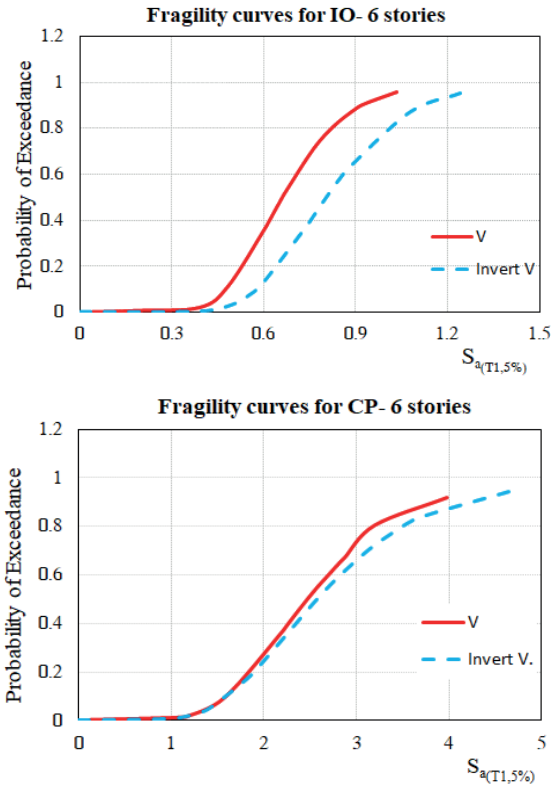 Fragility curves for IO- 6 stories
Probability of Exceedance
1.2
1
0.8
0.6
0.4
0.2
0
V
Invert V
0 0.3 0.6 0.9 1.2 1.5
Sa(T1,5%)
Fragility curves for CP- 6 stories
Probability of Exceedance
1.2
1
0.8
0.6
0.4
0.2
0
V
Invert V.
0 1 2 3 4 5
Sa(T1,5%)